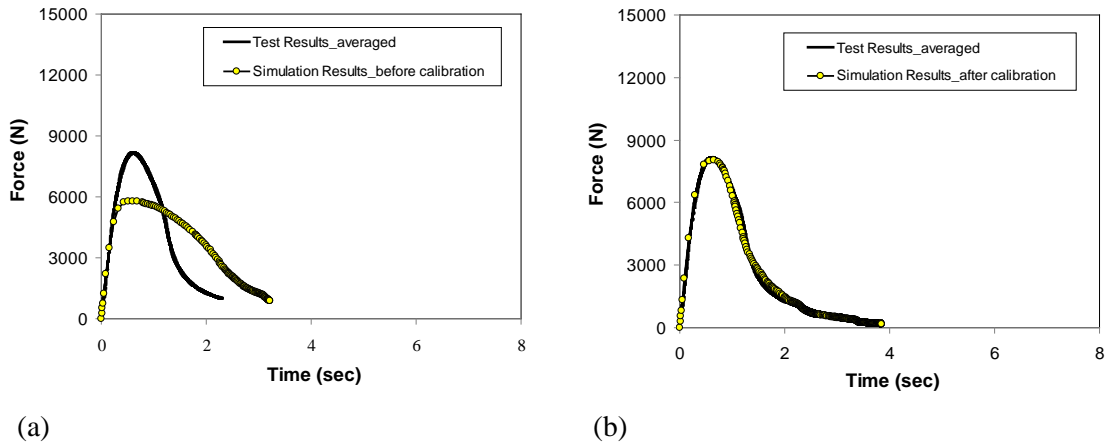 15000
Test Results_averaged
Simulation Results_before calibration
12000
9000
6000
3000
0
Force (N)
0 2 4 6 8
Time (sec)
(a)
15000
Test Results_averaged
Simulation Results_after calibration
12000
9000
6000
3000
0
Force (N)
0 2 4 6 8
Time (sec)
(b)